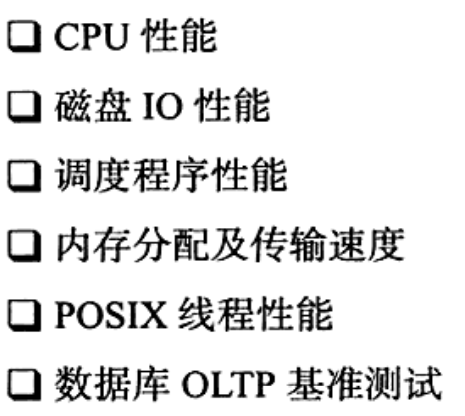 ❑ CPU 性能
❑ 磁盘 IO 性能
❑ 调度程序性能
❑ 内存分配及传输速度
❑ POSIX 线程性能
❑ 数据库 OLTP 基准测试